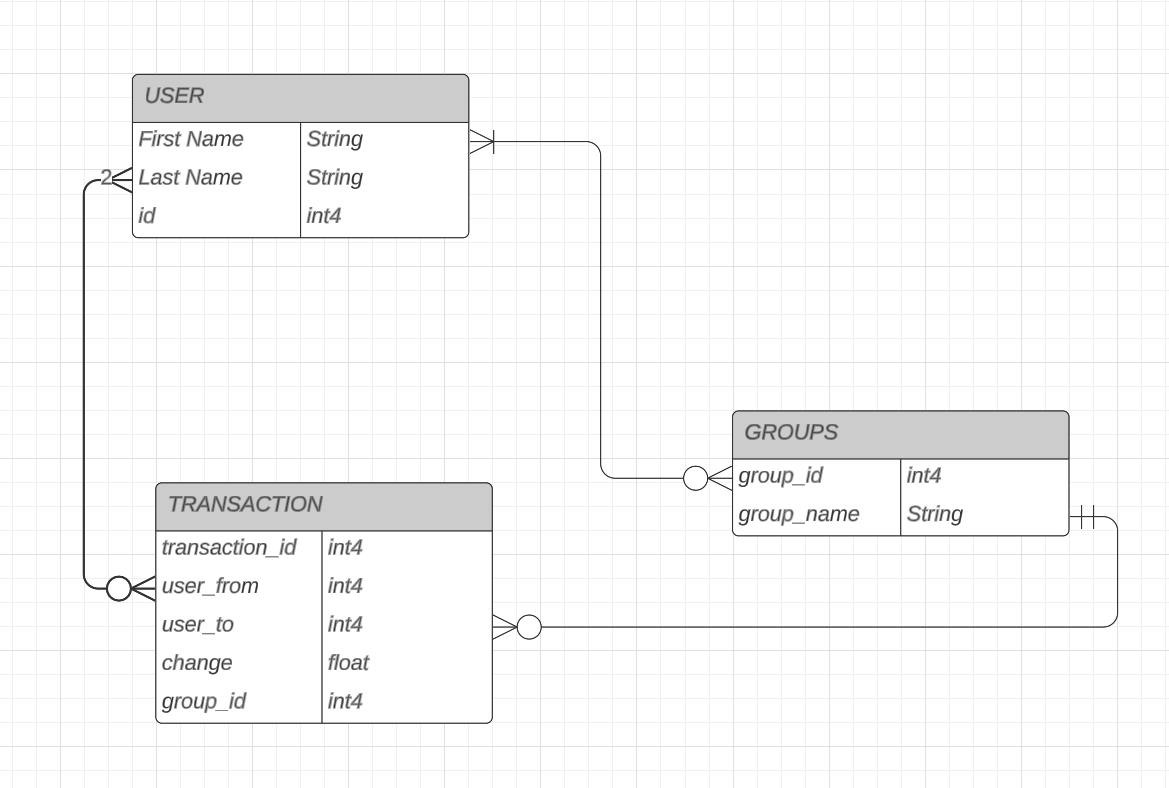 USER
First Name String
2 Last Name String
id int4
GROUPS
group_id int4
group_name String
TRANSACTION
transaction_id int4
user_from int4
user_to int4
change float
group_id int4